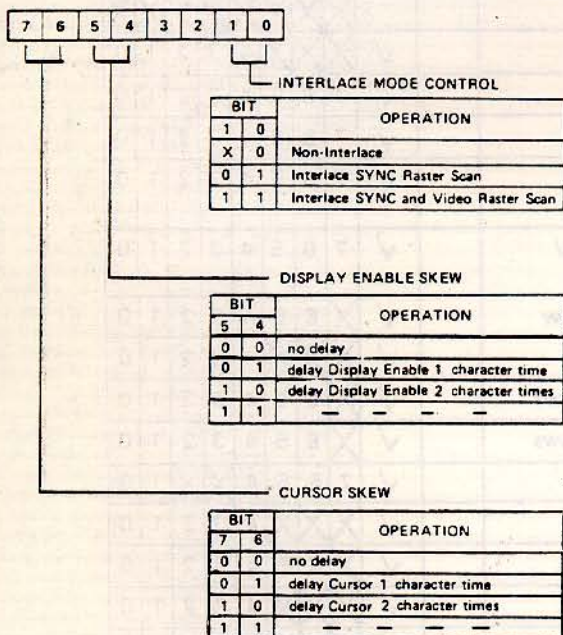 7 6 5 4 3 2 1 0
INTERLACE MODE CONTROL
BIT OPERATION
1 0
X 0 Non-Interlace
0 1 Interlace SYNC Raster Scan
1 1 Interlace SYNC and Video Raster Scan
DISPLAY ENABLE SKEW
BIT OPERATION
5 4
0 0 no delay
0 1 delay Display Enable 1 character time
1 0 delay Display Enable 2 character times
1 1 — — — —
CURSOR SKEW
BIT OPERATION
7 6
0 0 no delay
0 1 delay Cursor 1 character time
1 0 delay Cursor 2 character times
1 1 — — — —